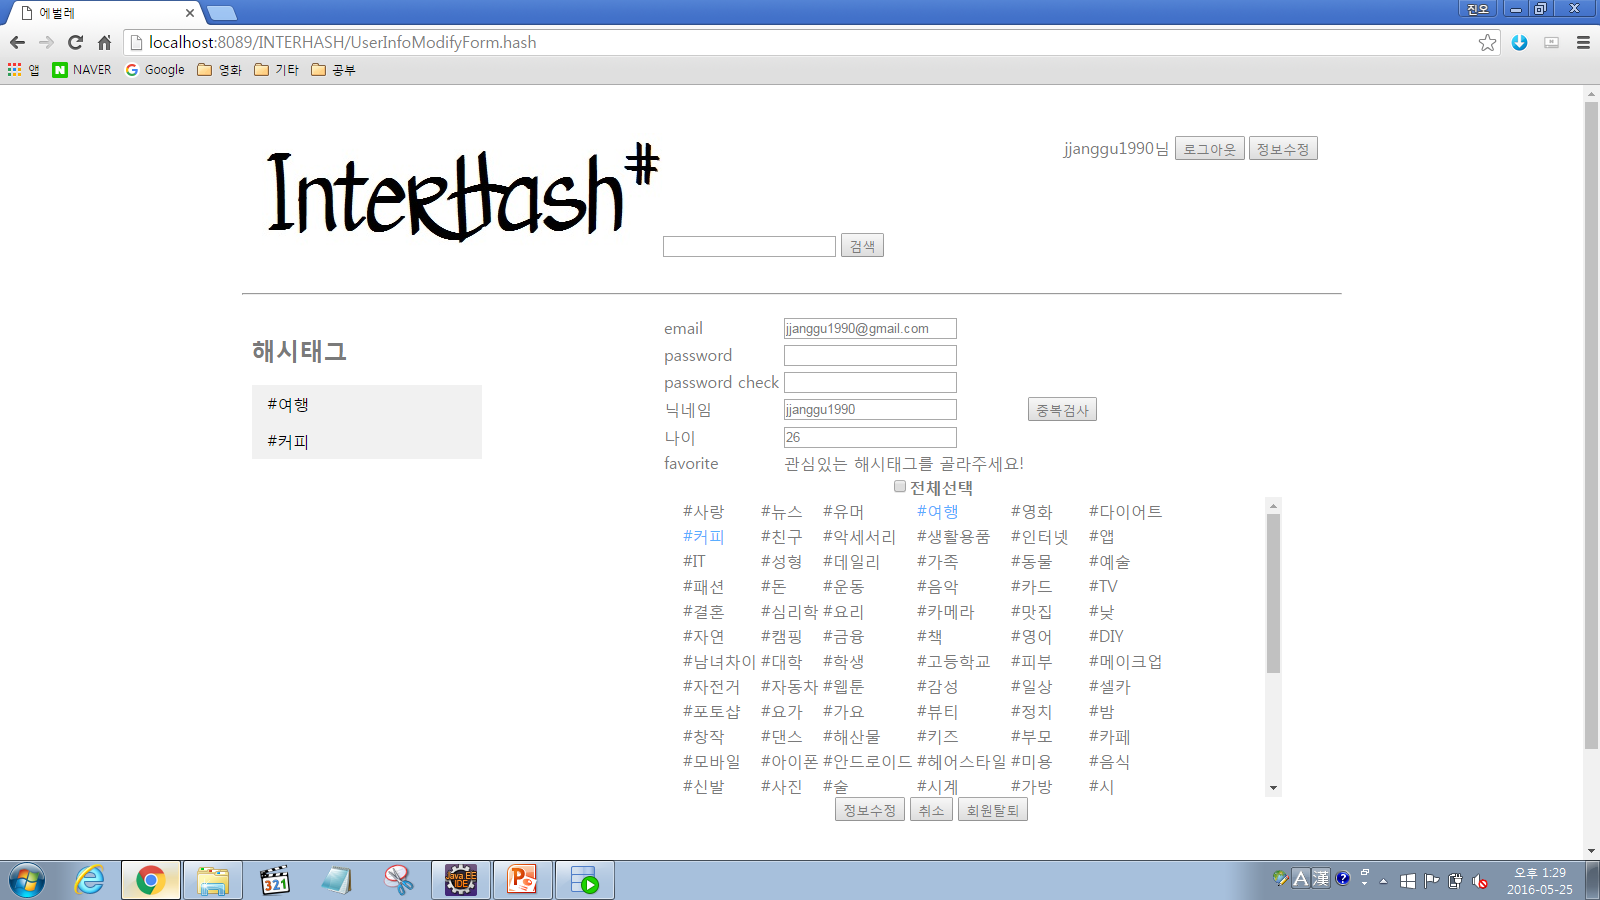 에벌레
진오
localhost:8089/INTERHASH/UserInfoModifyForm.hash
앱 NAVER Google 영화 기타 공부
InterHash#
jjanggu1990님 로그아웃 정보수정
검색
해시태그
#여행
#커피
email jjanggu1990@gmail.com
password
password check
닉네임 jjanggu1990 중복검사
나이 26
favorite 관심있는 해시태그를 골라주세요!
전체선택
#사랑 #뉴스 #유머 #여행 #영화 #다이어트
#커피 #친구 #악세서리 #생활용품 #인터넷 #앱
#IT #성형 #데일리 #가족 #동물 #예술
#패션 #돈 #운동 #음악 #카드 #TV
#결혼 #심리학 #요리 #카메라 #맛집 #낮
#자연 #캠핑 #금융 #책 #영어 #DIY
#남녀차이 #대학 #학생 #고등학교 #피부 #메이크업
#자전거 #자동차 #웹툰 #감성 #일상 #셀카
#포토샵 #요가 #가요 #뷰티 #정치 #밤
#창작 #댄스 #해산물 #키즈 #부모 #카페
#모바일 #아이폰 #안드로이드 #헤어스타일 #미용 #음식
#신발 #사진 #술 #시계 #가방 #시
정보수정 취소 회원탈퇴
321
Java EE
IDE
A 漢
오후 1:29
2016-05-25